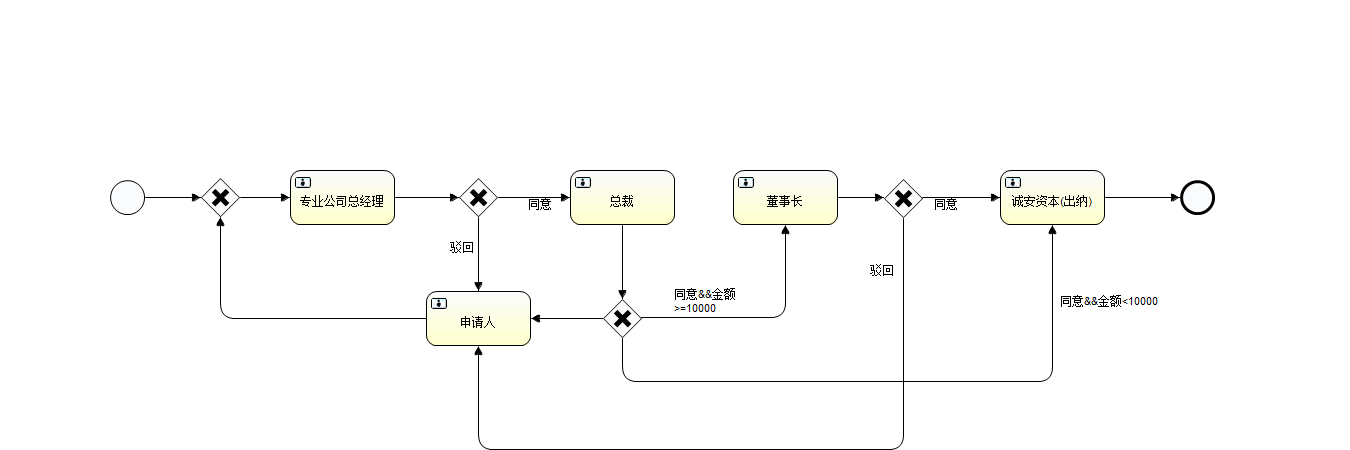 专业公司总经理
同意
总裁
董事长
同意
诚安资本(出纳)
驳回
驳回
申请人
同意&&金额
>=10000
同意&&金额<10000